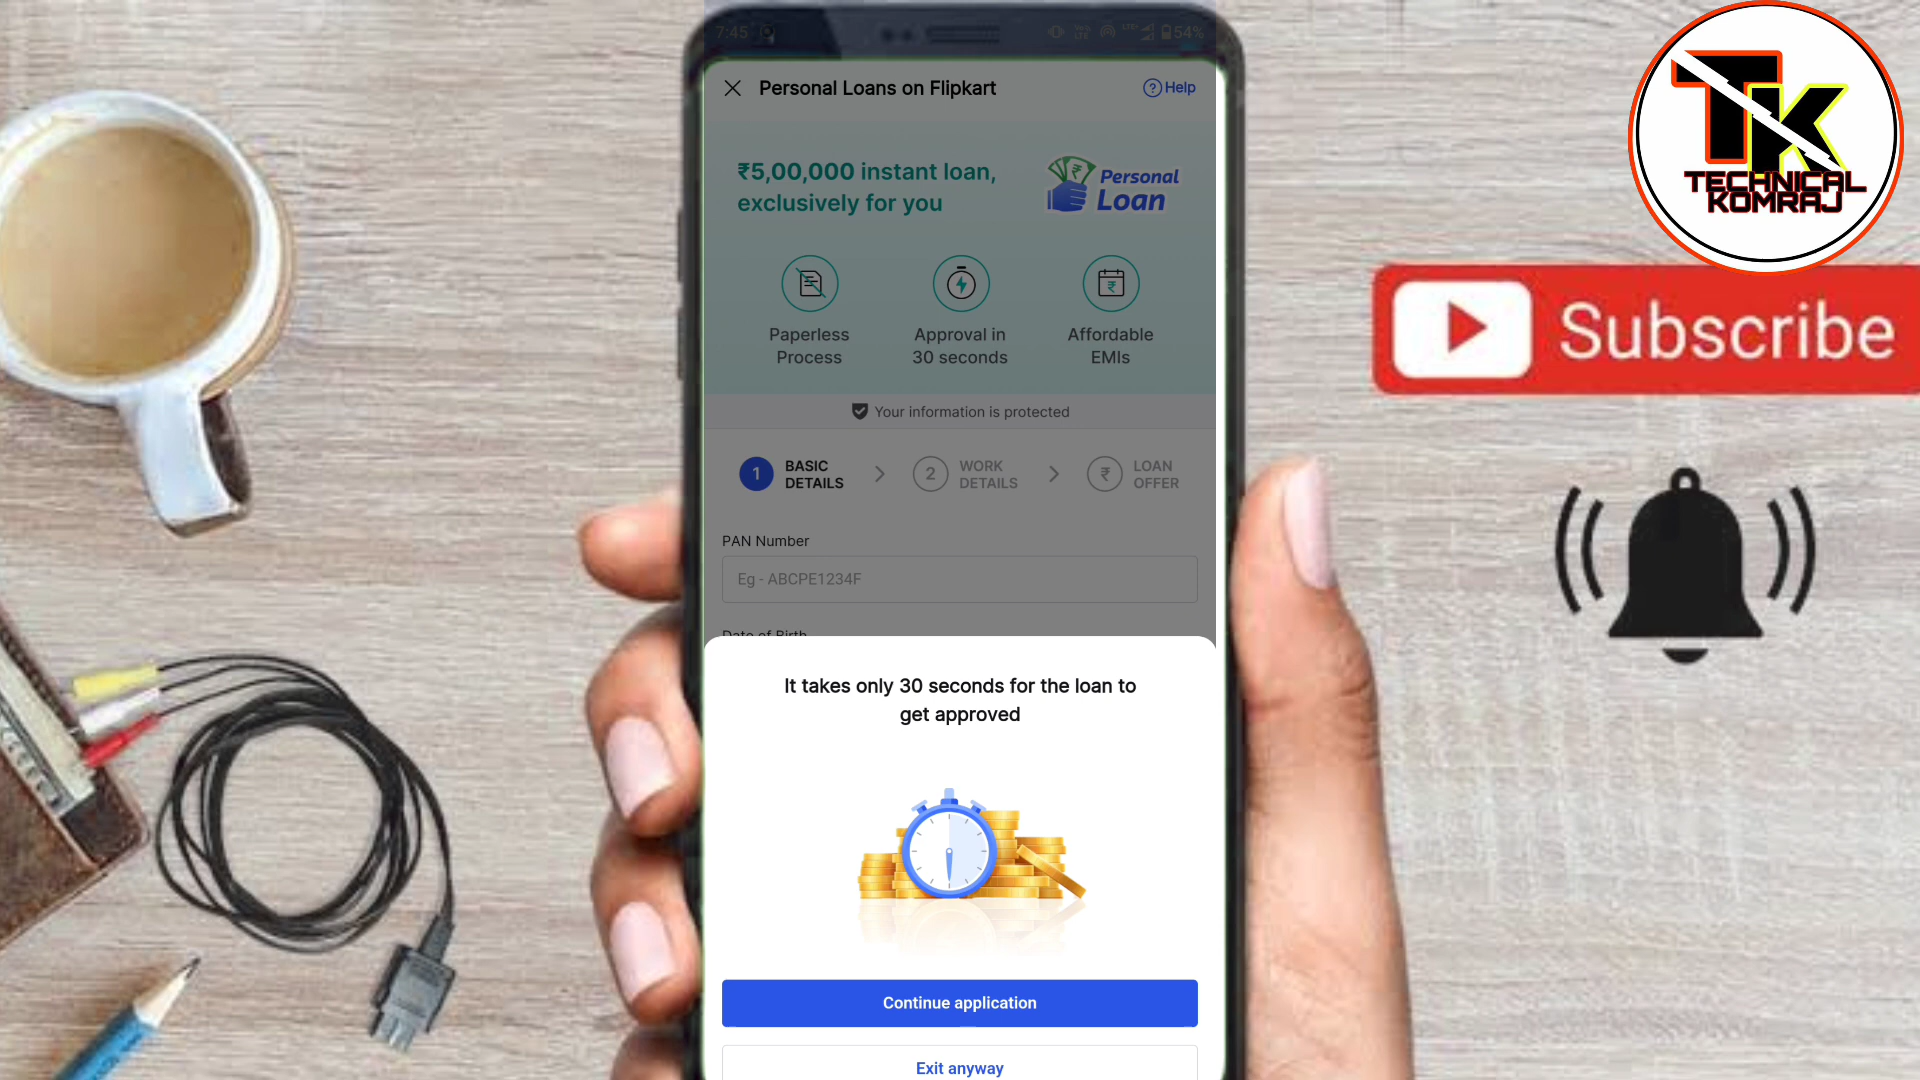 7:45
54%
Personal Loans on Flipkart
? Help
₹5,00,000 instant loan,
exclusively for you
Personal
Loan
Paperless
Process
Approval in
30 seconds
Affordable
EMIs
Your information is protected
1 BASIC
DETAILS
2 WORK
DETAILS
₹ LOAN
OFFER
PAN Number
Eg - ABCPE1234F
Date of Birth
It takes only 30 seconds for the loan to
get approved
Continue application
Exit anyway
TK
TECHNICAL
KOMRAJ
Subscribe